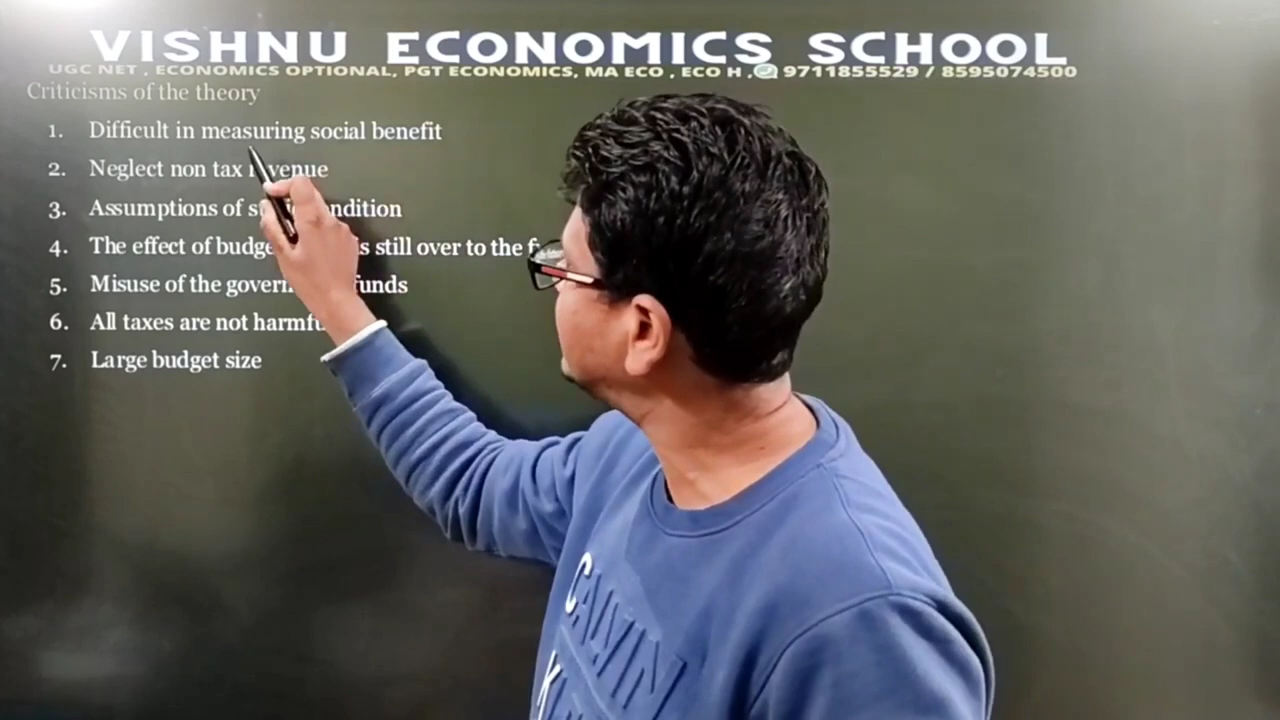 VISHNU ECONOMICS SCHOOL
UGC NET , ECONOMICS OPTIONAL, PGT ECONOMICS, MA ECO , ECO H , 9711855529 / 8595074500
Criticisms of the theory
1. Difficult in measuring social benefit
2. Neglect non tax
3. Assumptions of
4. The effect of is still over to the
5. Misuse of the funds
6. All taxes are not
7. Large budget size
CALVIN
K